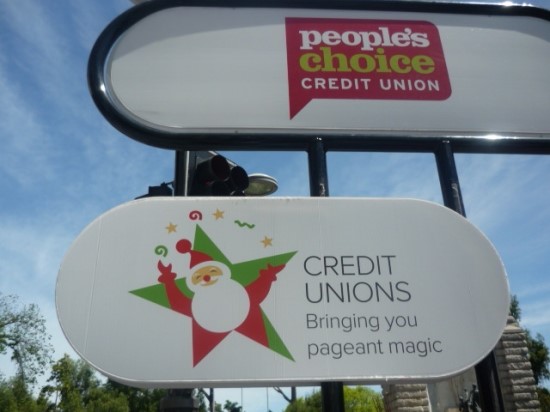 people's
choice
CREDIT UNION
CREDIT
UNIONS
Bringing you
pageant magic